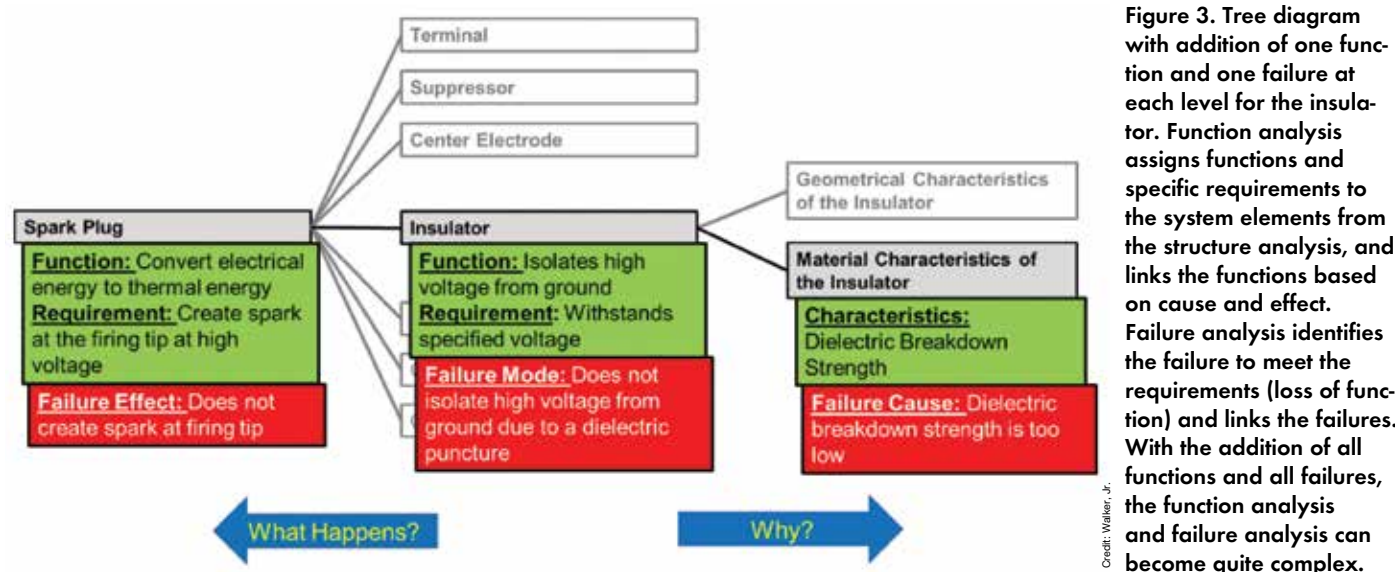 Terminal
Suppressor
Center Electrode
Geometrical Characteristics
of the Insulator
Spark Plug
Function: Convert electrical
energy to thermal energy
Requirement: Create spark
at the firing tip at high
voltage
Failure Effect: Does not
create spark at firing tip
Insulator
Function: Isolates high
voltage from ground
Requirement: Withstands
specified voltage
Failure Mode: Does not
isolate high voltage from
ground due to a dielectric
puncture
Material Characteristics of
the Insulator
Characteristics:
Dielectric Breakdown
Strength
Failure Cause: Dielectric
breakdown strength is too
low
What Happens?
Why?
Credit: Walker, Jr.
Figure 3. Tree diagram
with addition of one func-
tion and one failure at
each level for the insula-
tor. Function analysis
assigns functions and
specific requirements to
the system elements from
the structure analysis, and
links the functions based
on cause and effect.
Failure analysis identifies
the failure to meet the
requirements (loss of func-
tion) and links the failures.
With the addition of all
functions and all failures,
the function analysis
and failure analysis can
become quite complex.